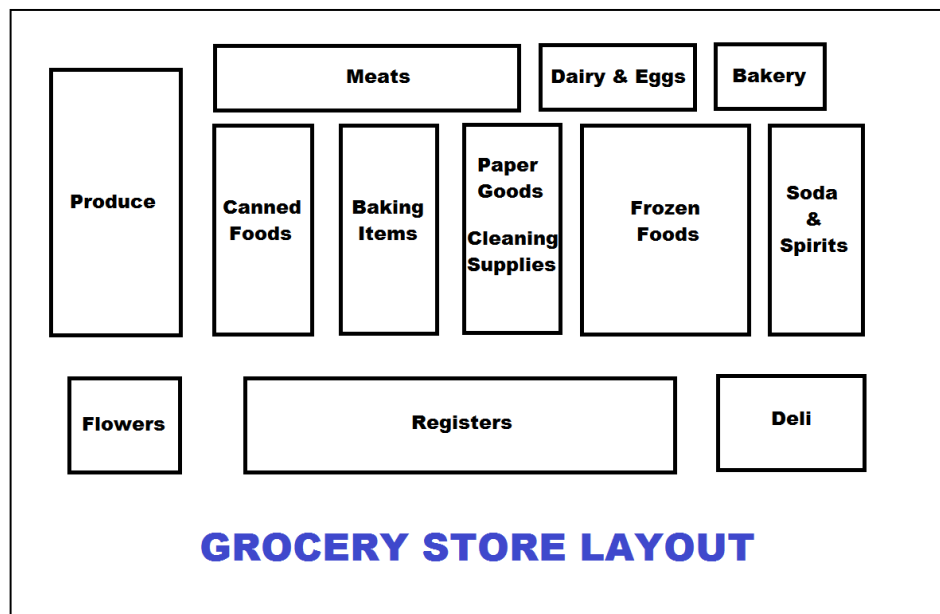 Meats
Dairy & Eggs
Bakery
Produce
Canned
Foods
Baking
Items
Paper
Goods
Cleaning
Supplies
Frozen
Foods
Soda
&
Spirits
Flowers
Registers
Deli
GROCERY STORE LAYOUT